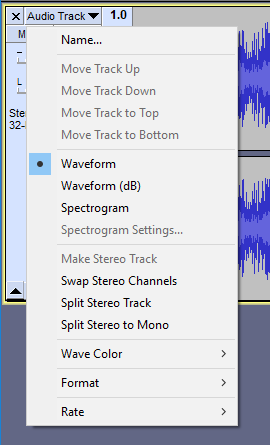 × Audio Track ▼ 1.0
M
L
Ste
32-
Name...
Move Track Up
Move Track Down
Move Track to Top
Move Track to Bottom
Waveform
Waveform (dB)
Spectrogram
Spectrogram Settings...
Make Stereo Track
Swap Stereo Channels
Split Stereo Track
Split Stereo to Mono
Wave Color
Format
Rate